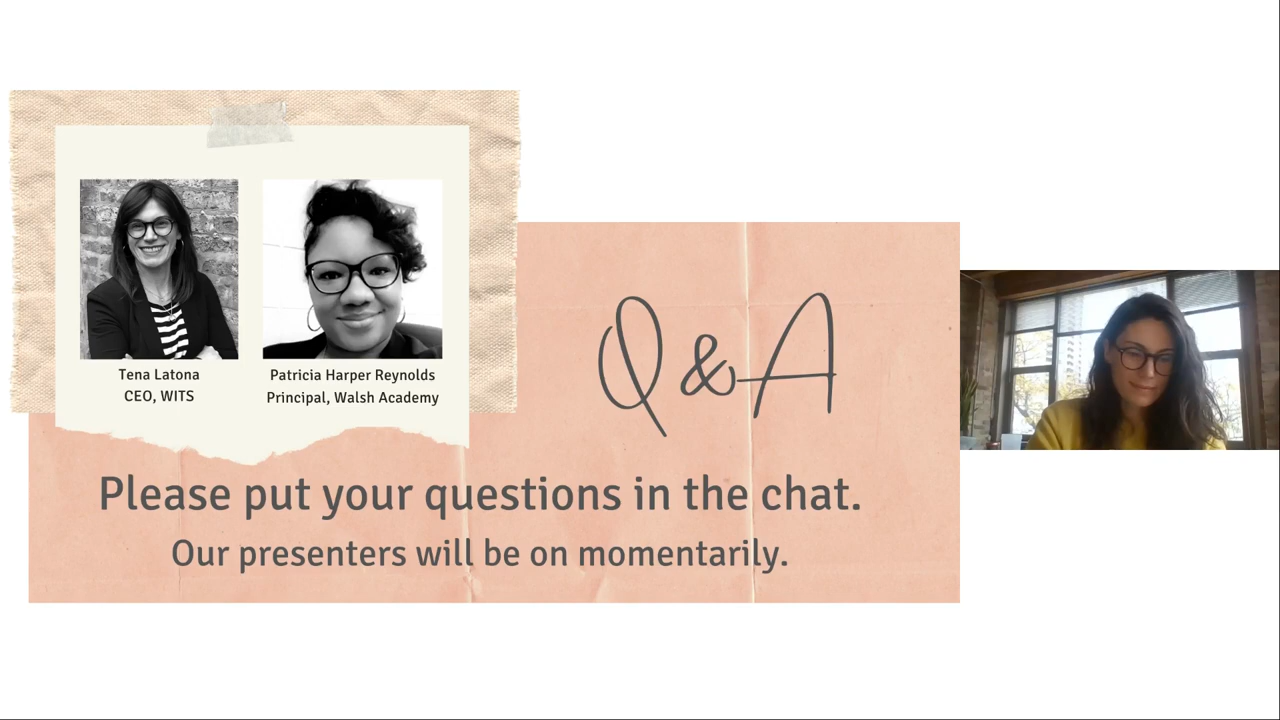 Tena Latona
CEO, WITS
Patricia Harper Reynolds
Principal, Walsh Academy
Q&A
Please put your questions in the chat.
Our presenters will be on momentarily.